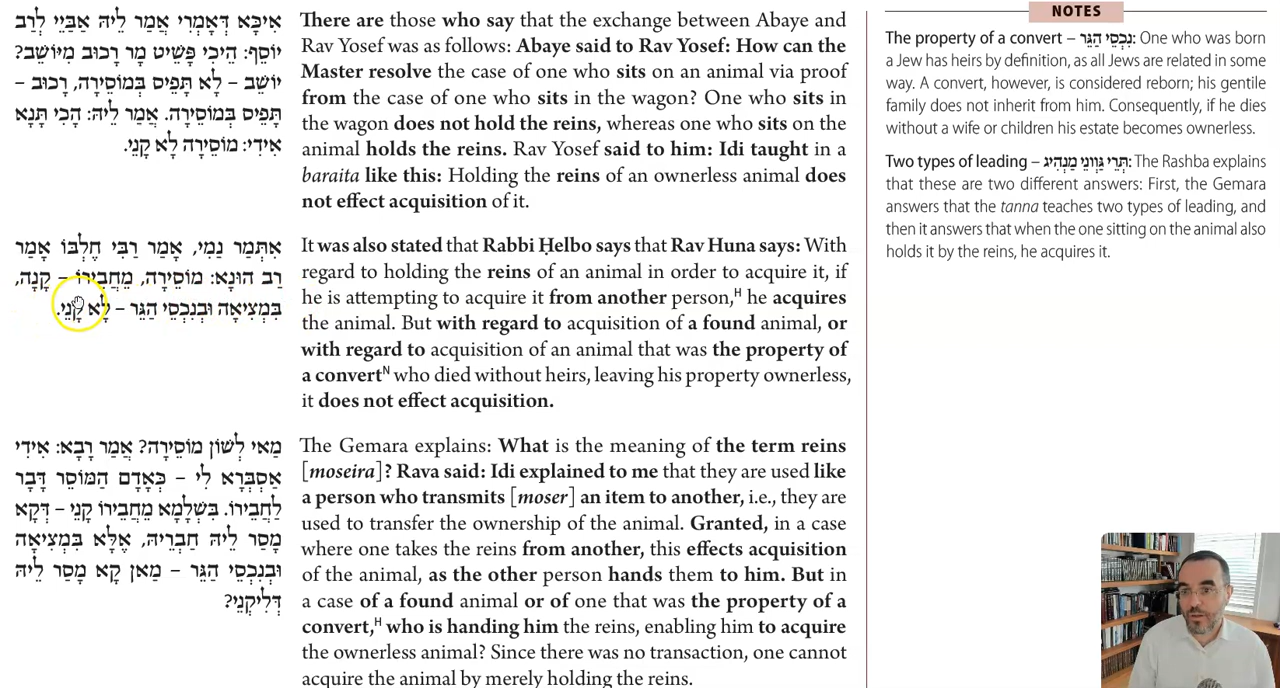 אִיכָּא דְּאָמְרִי אֲמַר לֵיהּ אַבַּיֵי לְרַב
יוֹסֵף: הֵיכִי פָּשֵׁיט מָר רָכוּב מִיּוֹשֵׁב?
יוֹשֵׁב – לָא תָּפֵיס בְּמוֹסֵירָה, רָכוּב –
תָּפֵיס בְּמוֹסֵירָה. אֲמַר לֵיהּ: הָכִי תָּנָא
אִידִי: מוֹסֵירָה לָא קָנֵי.
There are those who say that the exchange between Abaye and
Rav Yosef was as follows: Abaye said to Rav Yosef: How can the
Master resolve the case of one who sits on an animal via proof
from the case of one who sits in the wagon? One who sits in
the wagon does not hold the reins, whereas one who sits on the
animal holds the reins. Rav Yosef said to him: Idi taught in a
baraita like this: Holding the reins of an ownerless animal does
not effect acquisition of it.
אִתְּמַר נַמִי, אָמַר רַבִּי חֶלְבּוֹ אָמַר
רַב הוּנָא: מוֹסֵירָה, מֵחֲבֵירוֹ – קָנָה,
בִּמְצִיאָה וּבְנִכְסֵי הַגֵּר – לָא קָנֵי.
It was also stated that Rabbi Ḥelbo says that Rav Huna says: With
regard to holding the reins of an animal in order to acquire it, if
he is attempting to acquire it from another person,H he acquires
the animal. But with regard to acquisition of a found animal, or
with regard to acquisition of an animal that was the property of
a convertN who died without heirs, leaving his property ownerless,
it does not effect acquisition.
מַאי לְשׁוֹן מוֹסֵירָה? אָמַר רָבָא: אִידִי
אַסְבְּרָא לִי – כְּאָדָם הַמּוֹסֵר דָּבָר
לַחֲבֵירוֹ. בִּשְׁלָמָא מֵחֲבֵירוֹ קָנֵי – דְּקָא
מָסַר לֵיהּ חַבְרֵיהּ, אֶלָּא בִּמְצִיאָה
וּבְנִכְסֵי הַגֵּר – מַאן קָא מָסַר לֵיהּ
דְּלִיקְנֵי?
The Gemara explains: What is the meaning of the term reins
[moseira]? Rava said: Idi explained to me that they are used like
a person who transmits [moser] an item to another, i.e., they are
used to transfer the ownership of the animal. Granted, in a case
where one takes the reins from another, this effects acquisition
of the animal, as the other person hands them to him. But in
a case of a found animal or of one that was the property of a
convert,H who is handing him the reins, enabling him to acquire
the ownerless animal? Since there was no transaction, one cannot
acquire the animal by merely holding the reins.
NOTES
The property of a convert – נִכְסֵי הַגֵּר: One who was born
a Jew has heirs by definition, as all Jews are related in some
way. A convert, however, is considered reborn; his gentile
family does not inherit from him. Consequently, if he dies
without a wife or children his estate becomes ownerless.
Two types of leading – תְּרֵי גַּוְונֵי מַנְהִיג: The Rashba explains
that these are two different answers: First, the Gemara
answers that the tanna teaches two types of leading, and
then it answers that when the one sitting on the animal also
holds it by the reins, he acquires it.